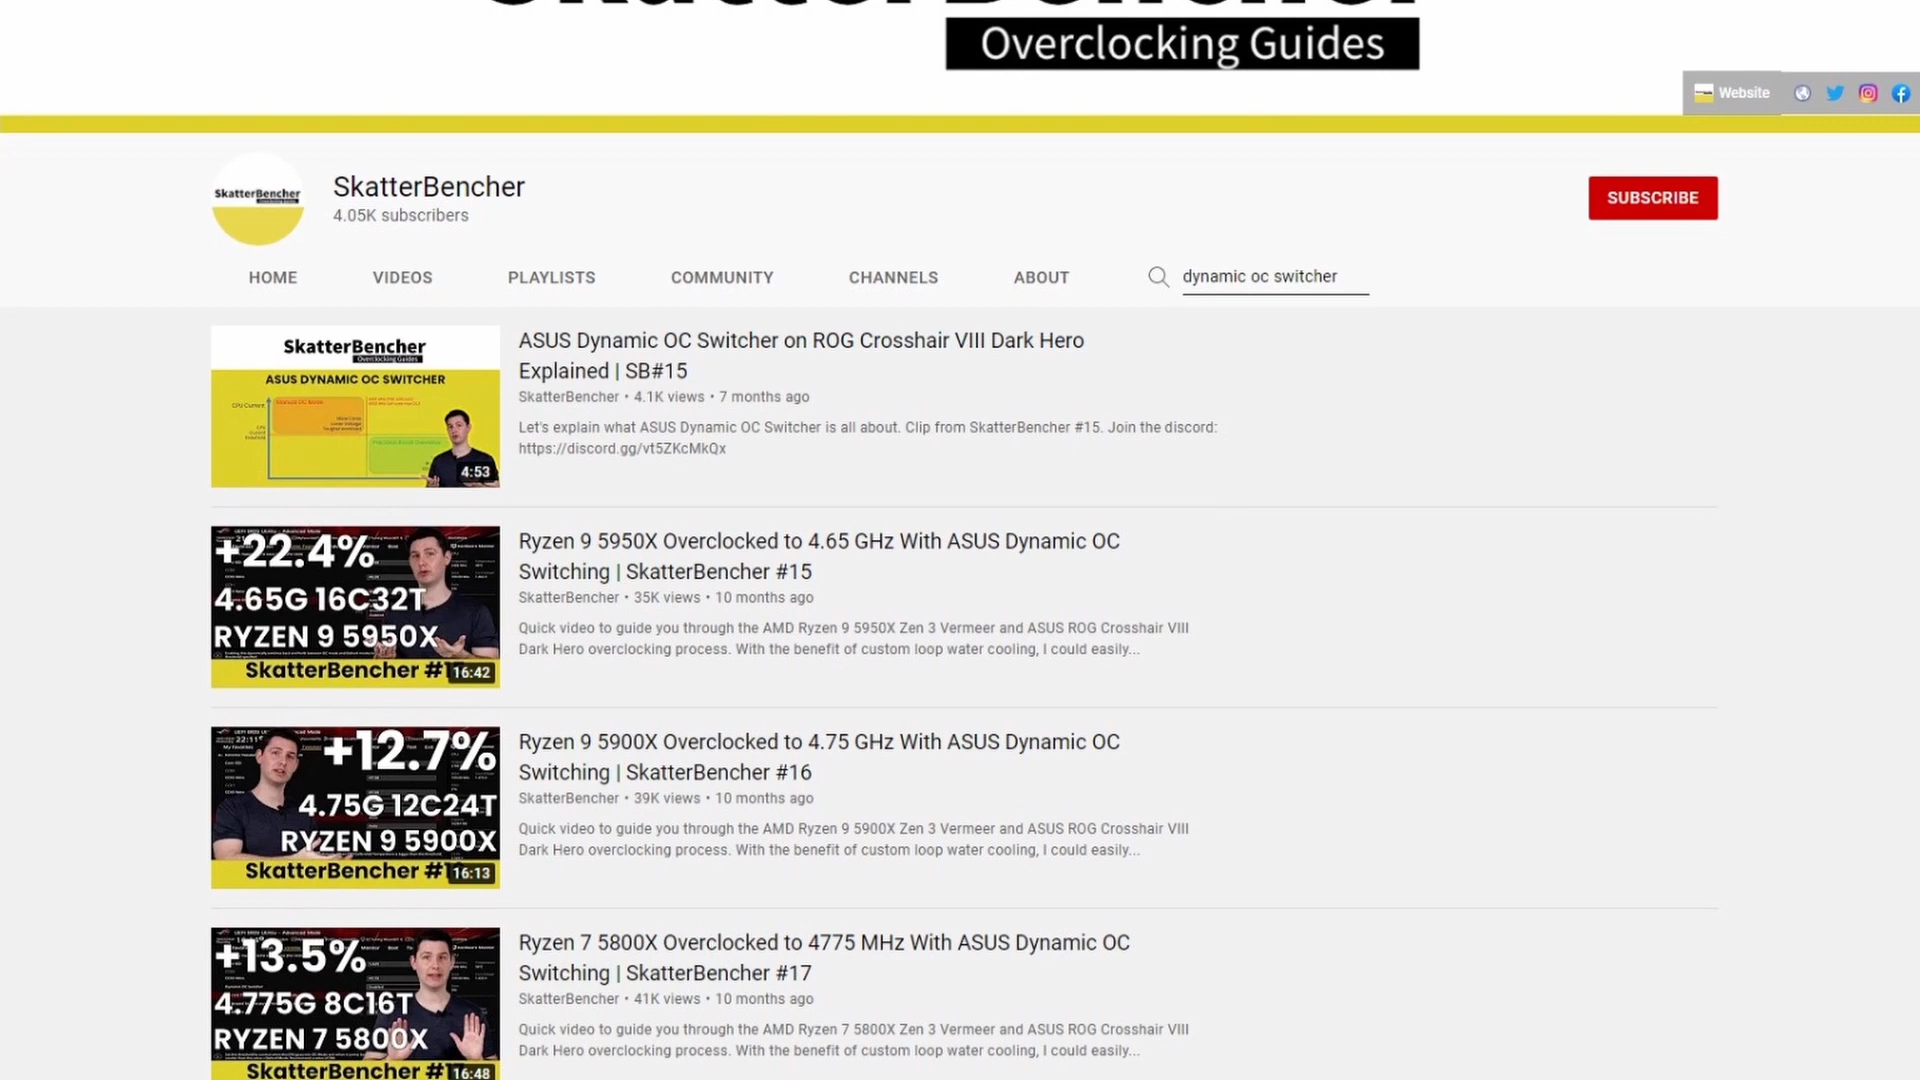 SkatterBencher
Overclocking Guides
Website
SkatterBencher
Overclocking Guides
SkatterBencher
4.05K subscribers
SUBSCRIBE
HOME
VIDEOS
PLAYLISTS
COMMUNITY
CHANNELS
ABOUT
dynamic oc switcher
SkatterBencher
Overclocking Guides
ASUS DYNAMIC OC SWITCHER
CPU Current
4:53
ASUS Dynamic OC Switcher on ROG Crosshair VIII Dark Hero
Explained | SB#15
SkatterBencher • 4.1K views • 7 months ago
Let's explain what ASUS Dynamic OC Switcher is all about. Clip from SkatterBencher #15. Join the discord:
https://discord.gg/vt5ZKcMkQx
+22.4%
4.65G 16C32T
RYZEN 9 5950X
SkatterBencher #1
16:42
Ryzen 9 5950X Overclocked to 4.65 GHz With ASUS Dynamic OC
Switching | SkatterBencher #15
SkatterBencher • 35K views • 10 months ago
Quick video to guide you through the AMD Ryzen 9 5950X Zen 3 Vermeer and ASUS ROG Crosshair VIII
Dark Hero overclocking process. With the benefit of custom loop water cooling, I could easily...
+12.7%
4.75G 12C24T
RYZEN 9 5900X
SkatterBencher #1
16:13
Ryzen 9 5900X Overclocked to 4.75 GHz With ASUS Dynamic OC
Switching | SkatterBencher #16
SkatterBencher • 39K views • 10 months ago
Quick video to guide you through the AMD Ryzen 9 5900X Zen 3 Vermeer and ASUS ROG Crosshair VIII
Dark Hero overclocking process. With the benefit of custom loop water cooling, I could easily...
+13.5%
4.775G 8C16T
RYZEN 7 5800X
SkatterBencher #1
16:48
Ryzen 7 5800X Overclocked to 4775 MHz With ASUS Dynamic OC
Switching | SkatterBencher #17
SkatterBencher • 41K views • 10 months ago
Quick video to guide you through the AMD Ryzen 7 5800X Zen 3 Vermeer and ASUS ROG Crosshair VIII
Dark Hero overclocking process. With the benefit of custom loop water cooling, I could easily...